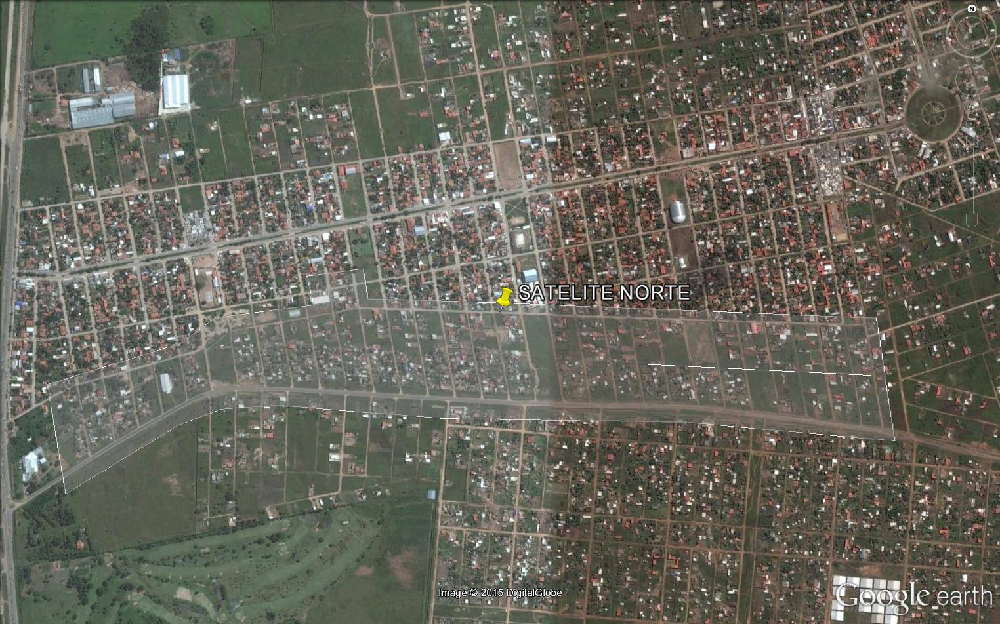 N
SATELITE NORTE
Image © 2015 DigitalGlobe
Google earth